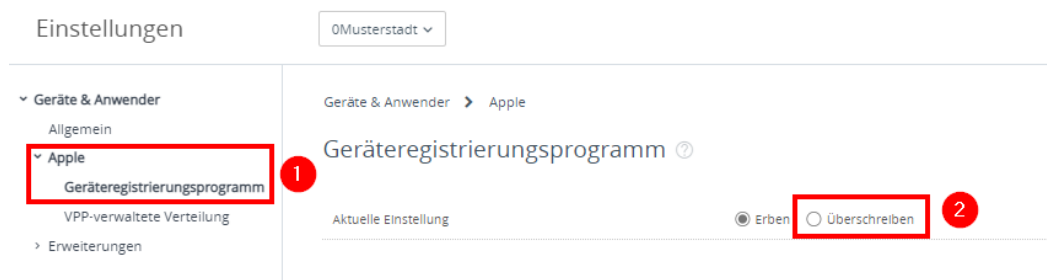 Einstellungen
0Musterstadt
Geräte & Anwender
Allgemein
Apple
Geräteregistrierungsprogramm
VPP-verwaltete Verteilung
Erweiterungen
1
Geräte & Anwender > Apple
Geräteregistrierungsprogramm ?
Aktuelle Einstellung Erben Überschreiben
2